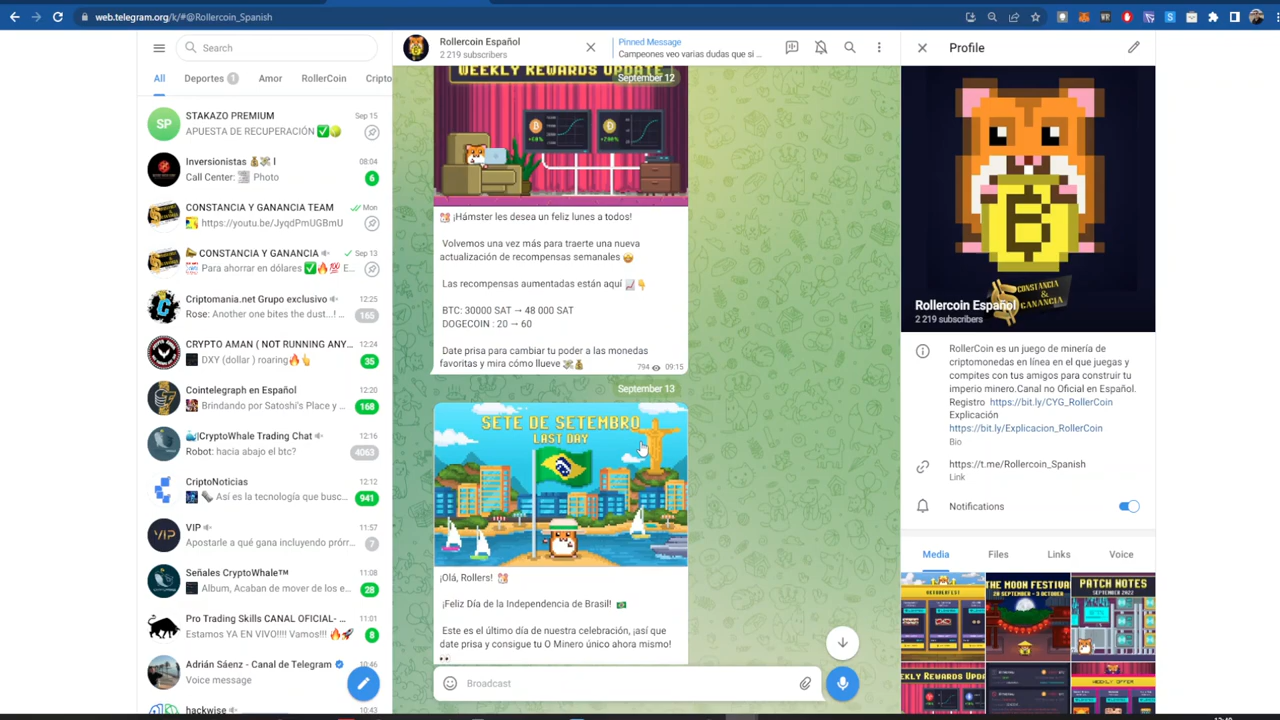 web.telegram.org/k/#@Rollercoin_Spanish
Search
All
Deportes 1
Amor
RollerCoin
Cripto
SP
STAKAZO PREMIUM
Sep 15
APUESTA DE RECUPERACIÓN ✅
Inversionistas
08:04
Call Center: Photo
6
CONSTANCIA Y GANANCIA TEAM
Mon
https://youtu.be/JyqdPmUGBmU
CONSTANCIA Y GANANCIA
Sep 13
Para ahorrar en dólares ✅🔥💯 E...
Criptomania.net Grupo exclusivo
12:25
Rose: Another one bites the dust...! ...
165
CRYPTO AMAN ( NOT RUNNING ANY...
12:24
DXY (dollar ) roaring🔥👆
35
Cointelegraph en Español
12:20
Brindando por Satoshi's Place y ...
168
|CryptoWhale Trading Chat
12:16
Robot: hacia abajo el btc?
4063
CriptoNoticias
12:12
Así es la tecnología que busc...
941
VIP
VIP
11:57
Apostarle a qué gana incluyendo prórr...
7
Señales CryptoWhale™
11:08
Album, Acaban de mover de los e...
28
Pro Trading Skills CANAL OFICIAL-...
11:01
Estamos YA EN VIVO!!!! Vamos!!🔥🚀
8
Adrián Sáenz - Canal de Telegram
10:46
Voice message
hackwise
10:43
Rollercoin Español
2 219 subscribers
Pinned Message
Campeones veo varias dudas que si ...
WEEKLY REWARDS UPDATE
September 12
¡Hámster les desea un feliz lunes a todos!
Volvemos una vez más para traerte una nueva
actualización de recompensas semanales
Las recompensas aumentadas están aquí 📈👇
BTC: 30000 SAT → 48 000 SAT
DOGECOIN : 20 → 60
Date prisa para cambiar tu poder a las monedas
favoritas y mira cómo llueve 💸💰
794
09:15
September 13
SETE DE SETEMBRO
LAST DAY
¡Olá, Rollers!
¡Feliz Día de la Independencia de Brasil!
Este es el último día de nuestra celebración, ¡así que
date prisa y consigue tu O Minero único ahora mismo!
Broadcast
Profile
CONSTANCIA
&
GANANCIA
Rollercoin Español
2 219 subscribers
RollerCoin es un juego de minería de
criptomonedas en línea en el que juegas y
compites con tus amigos para construir tu
imperio minero.Canal no Oficial en Español.
Registro https://bit.ly/CYG_RollerCoin
Explicación
https://bit.ly/Explicacion_RollerCoin
Bio
https://t.me/Rollercoin_Spanish
Link
Notifications
Media
Files
Links
Voice
OKTOBERFEST
THE MOON FESTIVA
28 SEPTEMBER - 3 OCTOBER
PATCH NOTES
SEPTEMBER 2022
WEEKLY REWARDS UPDA
WEEKLY OFFER